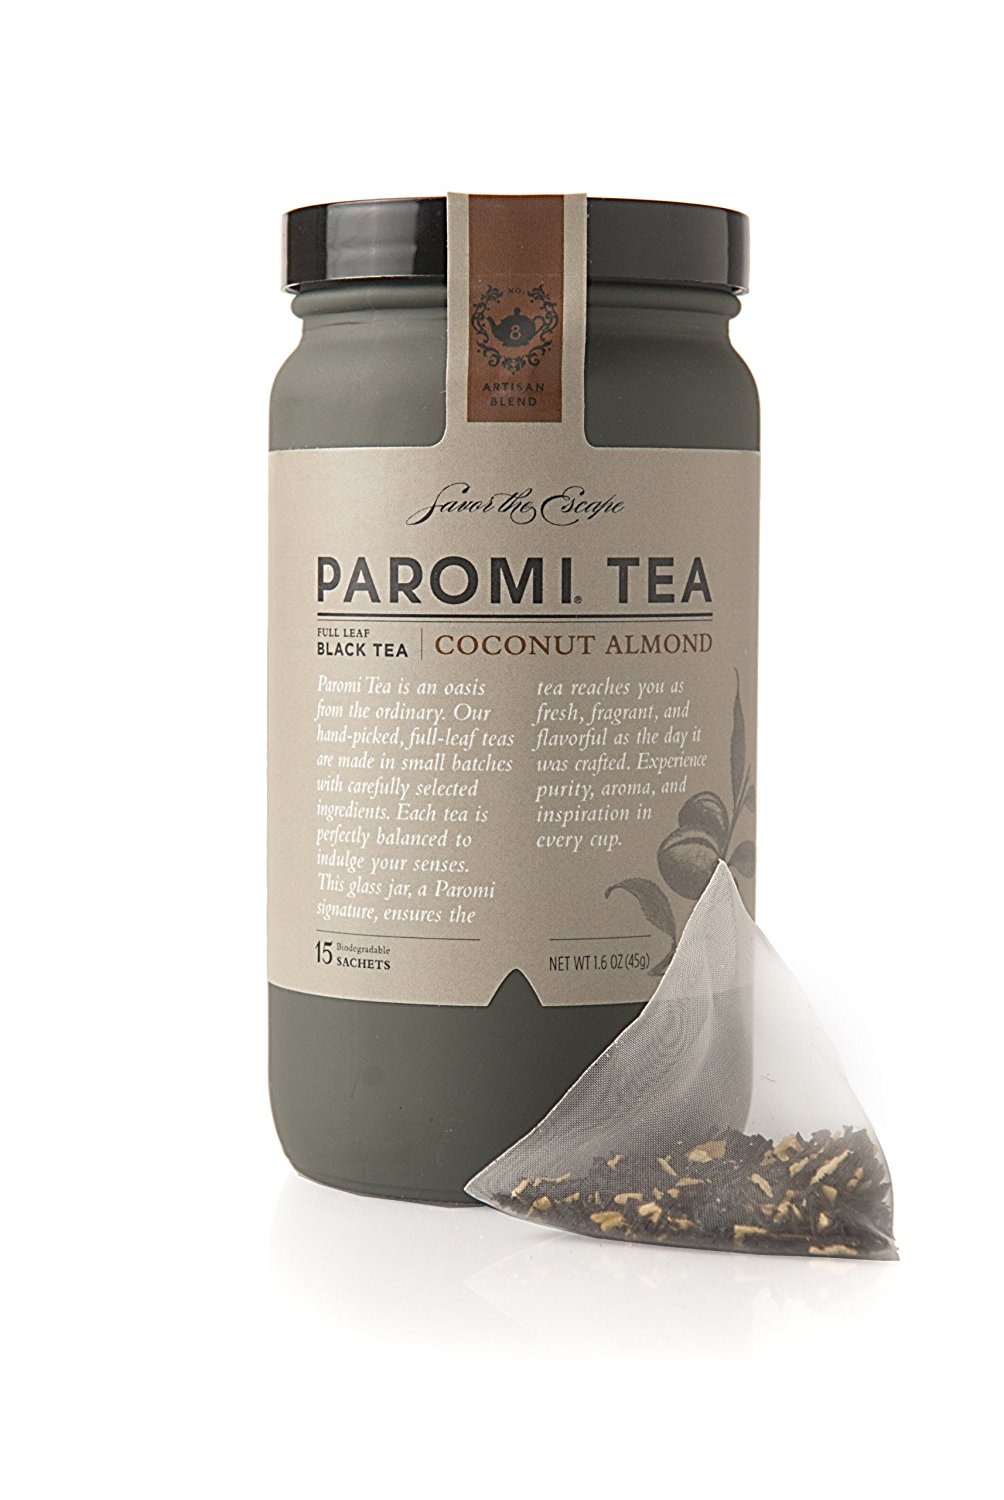 NO.
8
ARTISAN
BLEND
Savor the Escape
PAROMI® TEA
FULL LEAF
BLACK TEA
COCONUT ALMOND
Paromi Tea is an oasis
from the ordinary. Our
hand-picked, full-leaf teas
are made in small batches
with carefully selected
ingredients. Each tea is
perfectly balanced to
indulge your senses.
This glass jar, a Paromi
signature, ensures the
tea reaches you as
fresh, fragrant, and
flavorful as the day it
was crafted. Experience
purity, aroma, and
inspiration in
every cup.
15 Biodegradable
SACHETS
NET WT 1.6 OZ (45g)